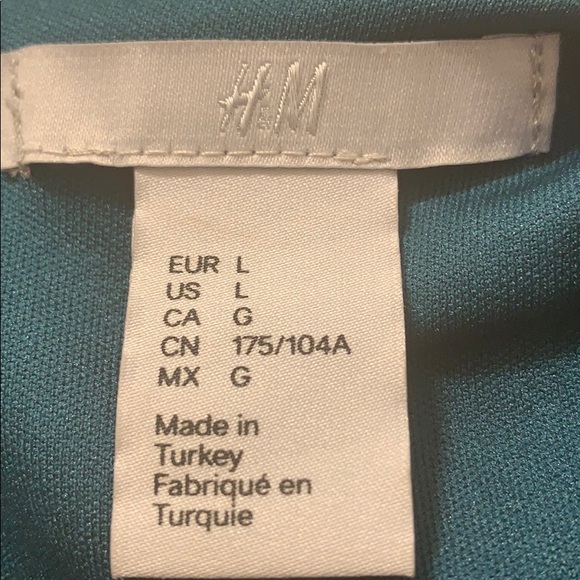 H&M
EUR L
US L
CA G
CN 175/104A
MX G
Made in
Turkey
Fabriqué en
Turquie